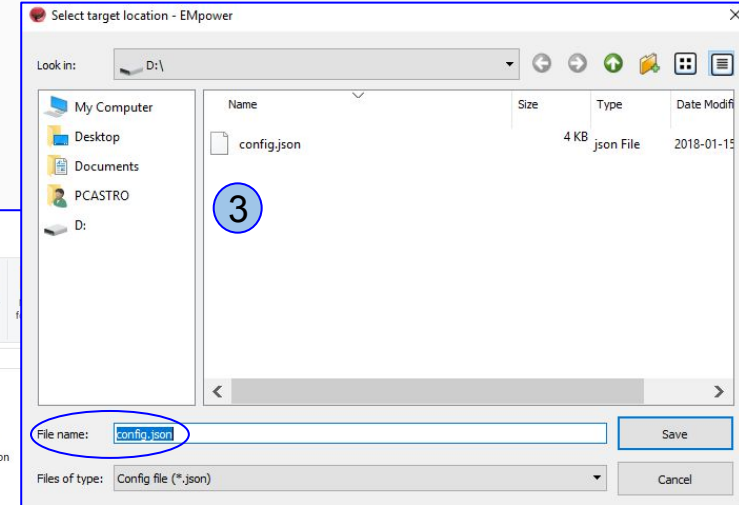 Select target location - EMpower
Look in: D:\
My Computer
Desktop
Documents
PCASTRO
D:
Name Size Type Date Modifi
config.json 4 KB json File 2018-01-15
3
File name: config.json Save
Files of type: Config file (*.json) Cancel
on